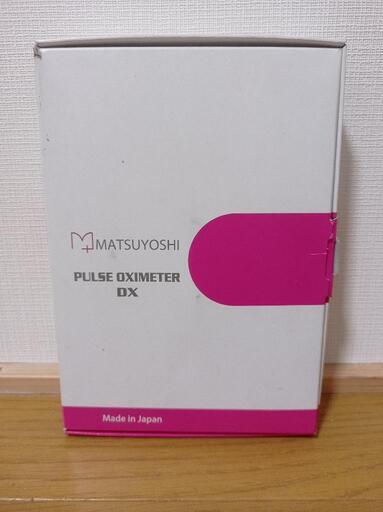 MATSUYOSHI
PULSE OXIMETER
DX
Made in Japan